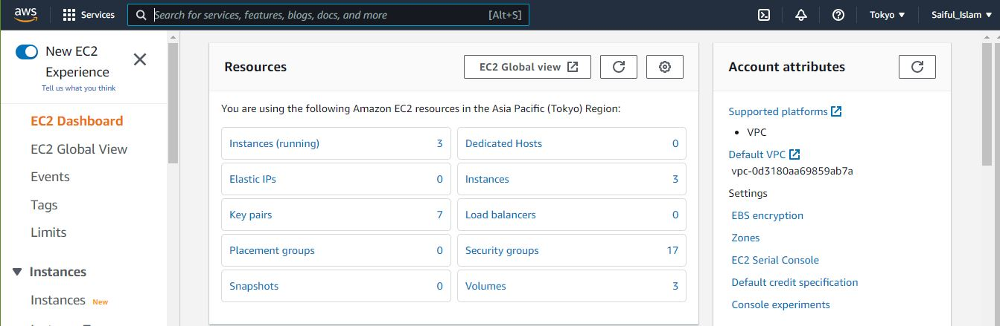 aws
Services
Search for services, features, blogs, docs, and more
[Alt+S]
Tokyo
Saiful_Islam
New EC2
Experience
Tell us what you think
EC2 Dashboard
EC2 Global View
Events
Tags
Limits
Instances
Instances New
Resources
EC2 Global view
You are using the following Amazon EC2 resources in the Asia Pacific (Tokyo) Region:
Instances (running) 3
Dedicated Hosts 0
Elastic IPs 0
Instances 3
Key pairs 7
Load balancers 0
Placement groups 0
Security groups 17
Snapshots 0
Volumes 3
Account attributes
Supported platforms
• VPC
Default VPC
vpc-0d3180aa69859ab7a
Settings
EBS encryption
Zones
EC2 Serial Console
Default credit specification
Console experiments